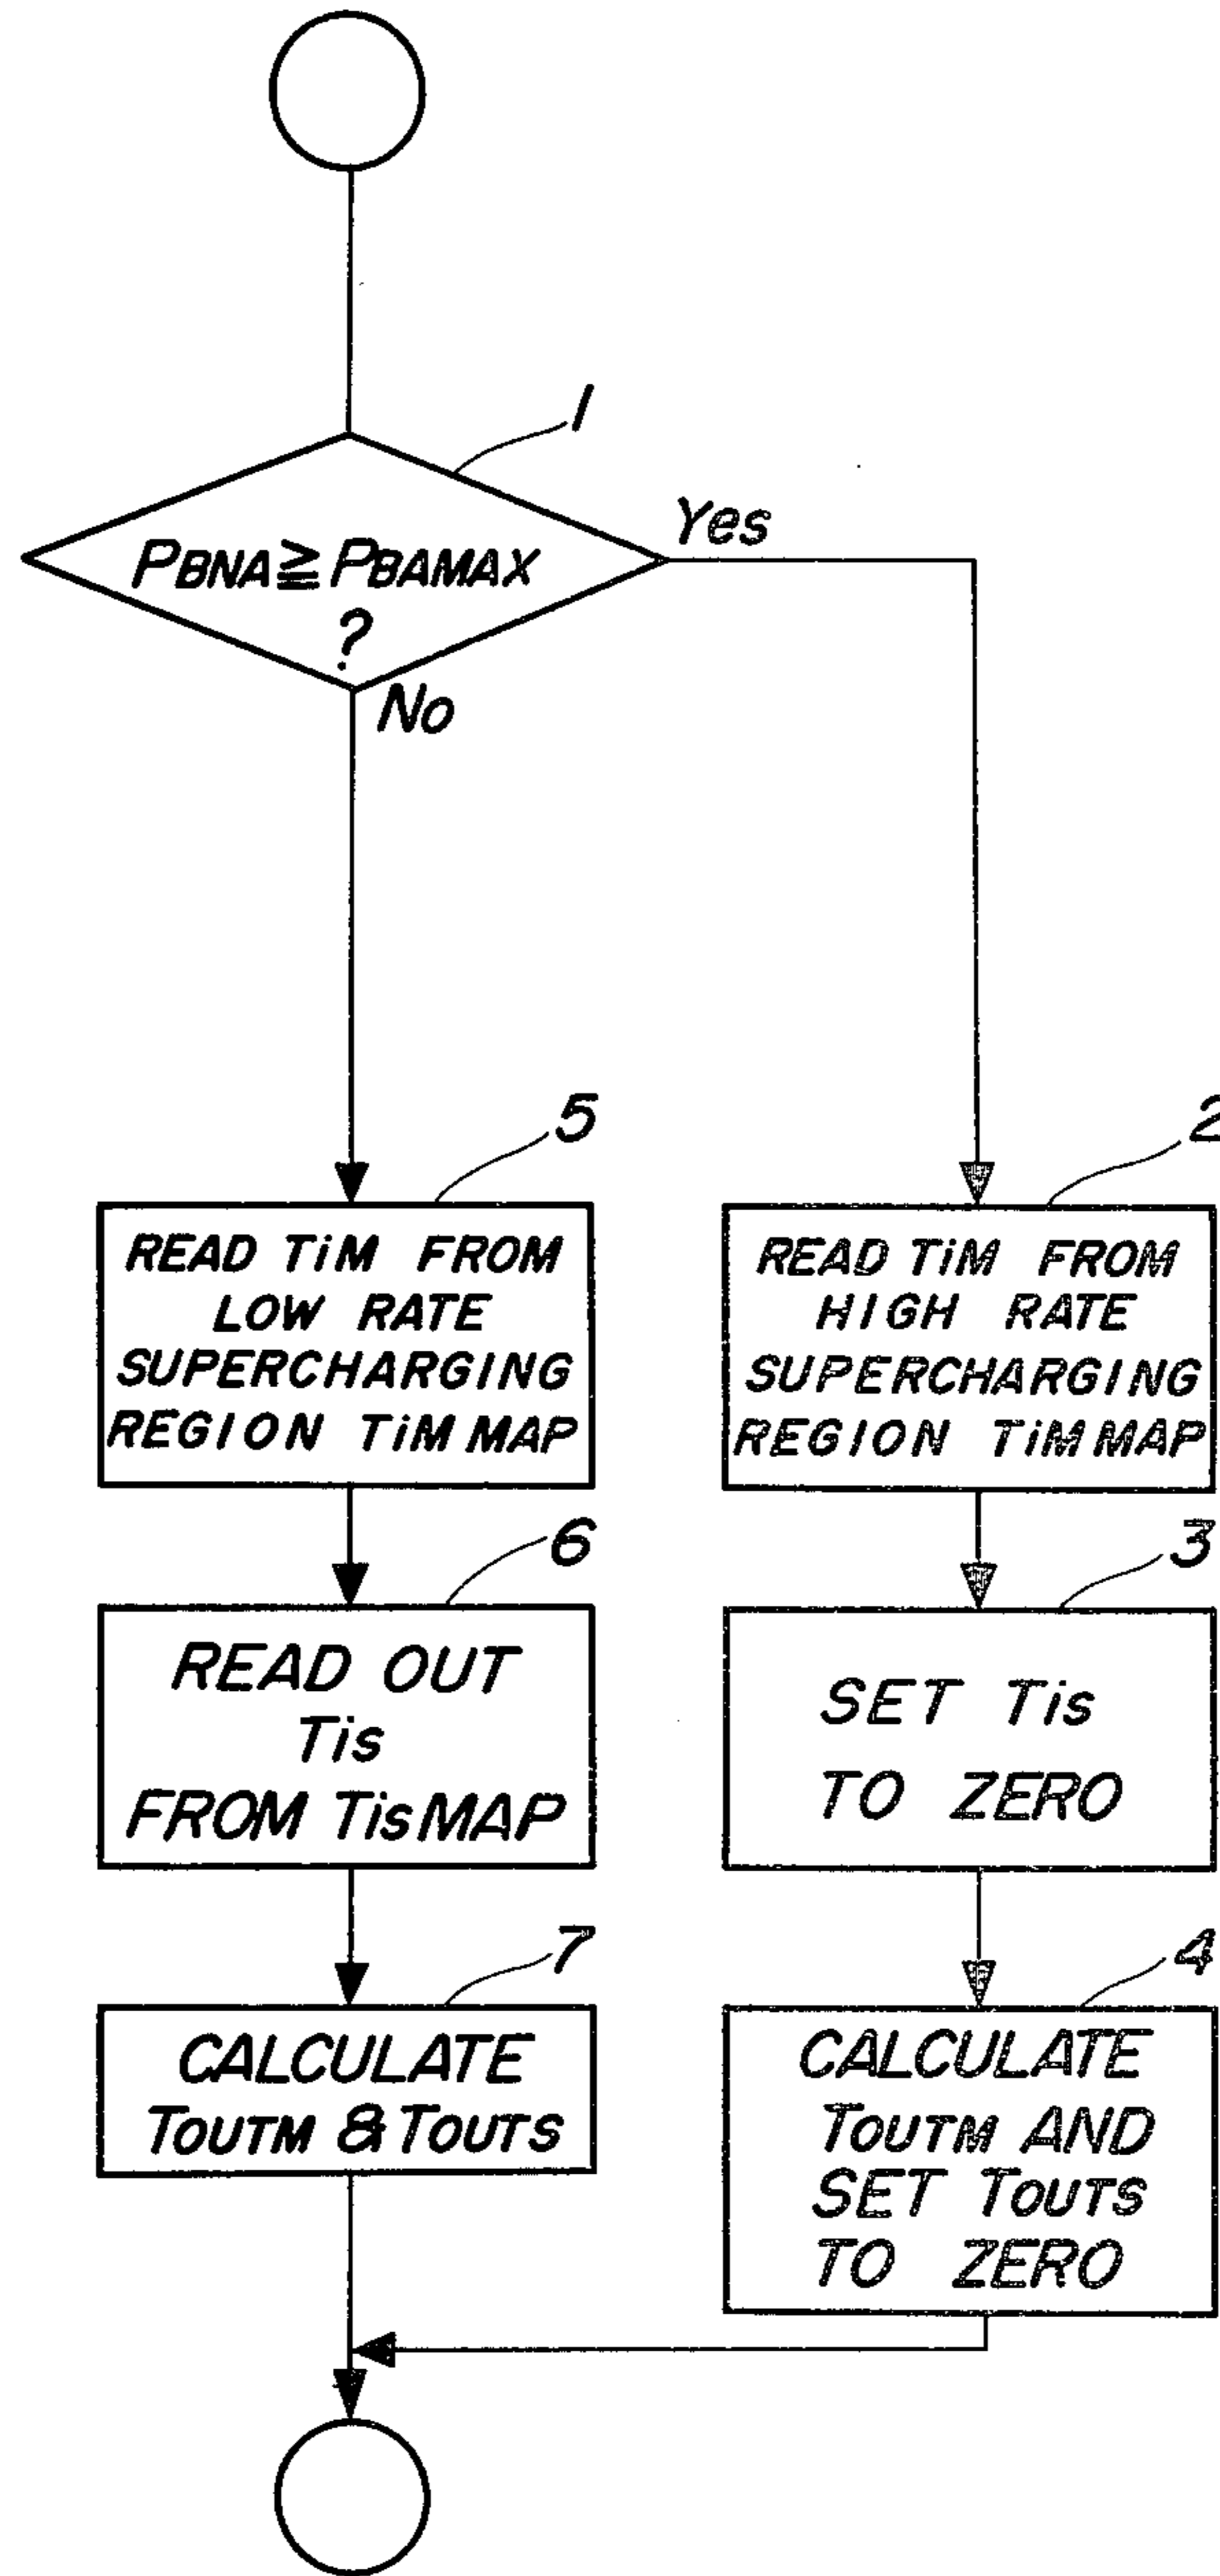 1
Yes
PBNA≧PBAMAX
?
No
5
READ TiM FROM
LOW RATE
SUPERCHARGING
REGION TiM MAP
2
READ TiM FROM
HIGH RATE
SUPERCHARGING
REGION TiM MAP
6
READ OUT
Tis
FROM Tis MAP
3
SET Tis
TO ZERO
7
CALCULATE
TOUTM & TOUTS
4
CALCULATE
TOUTM AND
SET TOUTS
TO ZERO